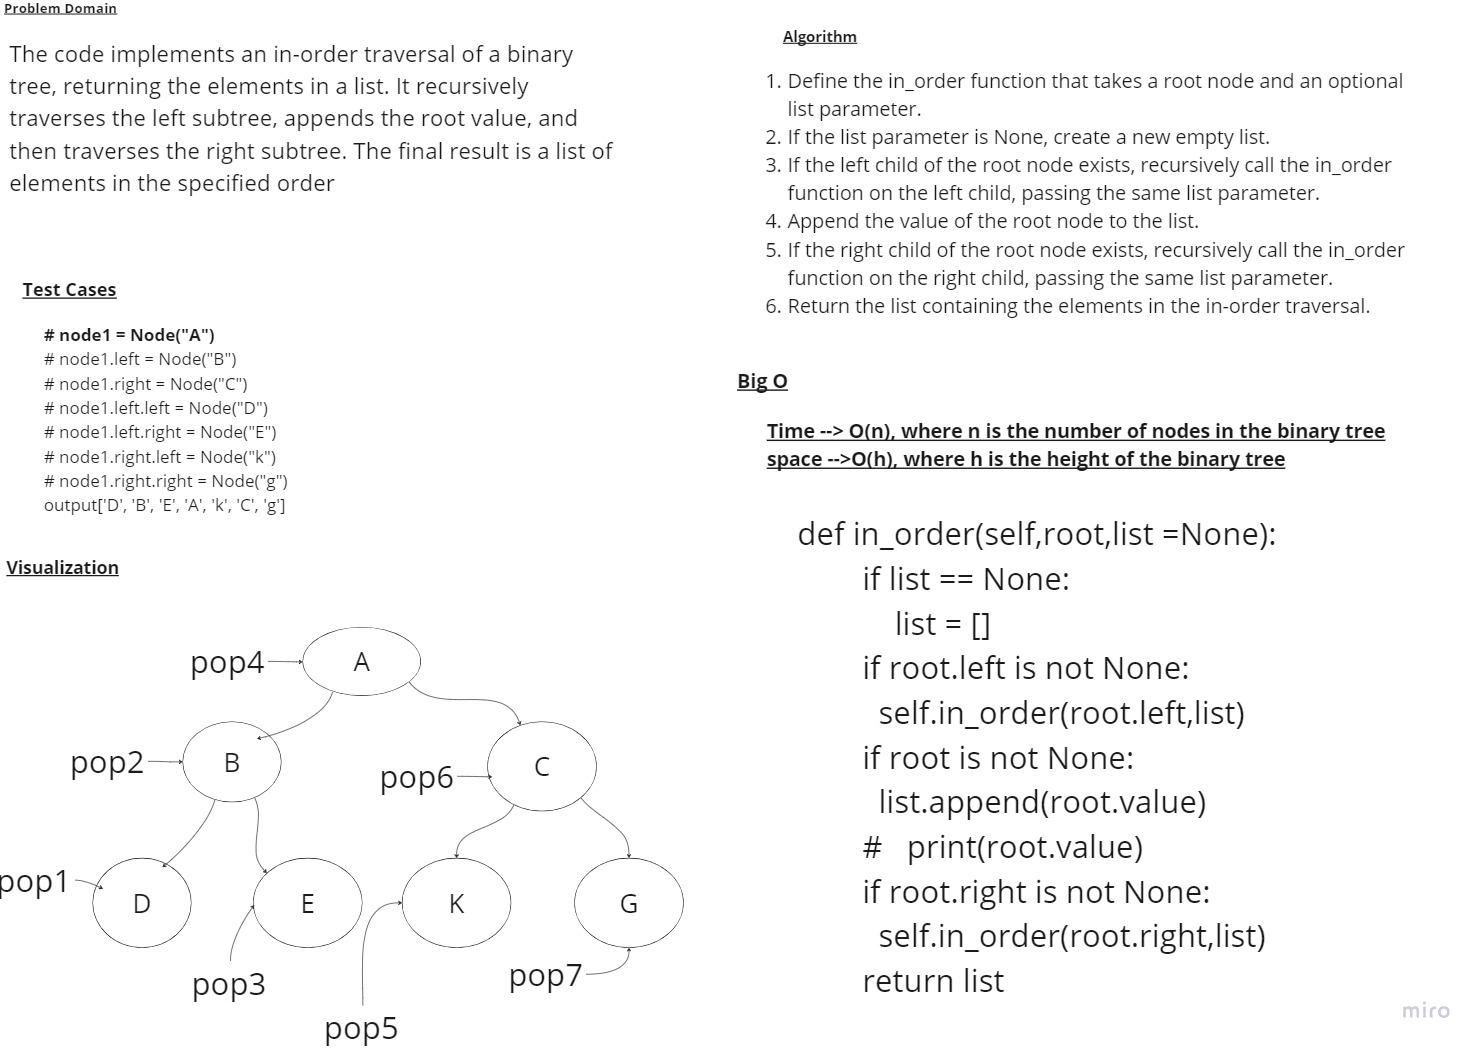 Problem Domain
The code implements an in-order traversal of a binary
tree, returning the elements in a list. It recursively
traverses the left subtree, appends the root value, and
then traverses the right subtree. The final result is a list of
elements in the specified order
Test Cases
# node1 = Node("A")
# node1.left = Node("B")
# node1.right = Node("C")
# node1.left.left = Node("D")
# node1.left.right = Node("E")
# node1.right.left = Node("k")
# node1.right.right = Node("g")
output['D', 'B', 'E', 'A', 'k', 'C', 'g']
Visualization
pop4
A
pop2
B
pop6
C
pop1
D
E
K
G
pop3
pop7
pop5
Algorithm
1. Define the in_order function that takes a root node and an optional
list parameter.
2. If the list parameter is None, create a new empty list.
3. If the left child of the root node exists, recursively call the in_order
function on the left child, passing the same list parameter.
4. Append the value of the root node to the list.
5. If the right child of the root node exists, recursively call the in_order
function on the right child, passing the same list parameter.
6. Return the list containing the elements in the in-order traversal.
Big O
Time --> O(n), where n is the number of nodes in the binary tree
space -->O(h), where h is the height of the binary tree
def in_order(self,root,list =None):
if list == None:
list = []
if root.left is not None:
self.in_order(root.left,list)
if root is not None:
list.append(root.value)
# print(root.value)
if root.right is not None:
self.in_order(root.right,list)
return list
miro